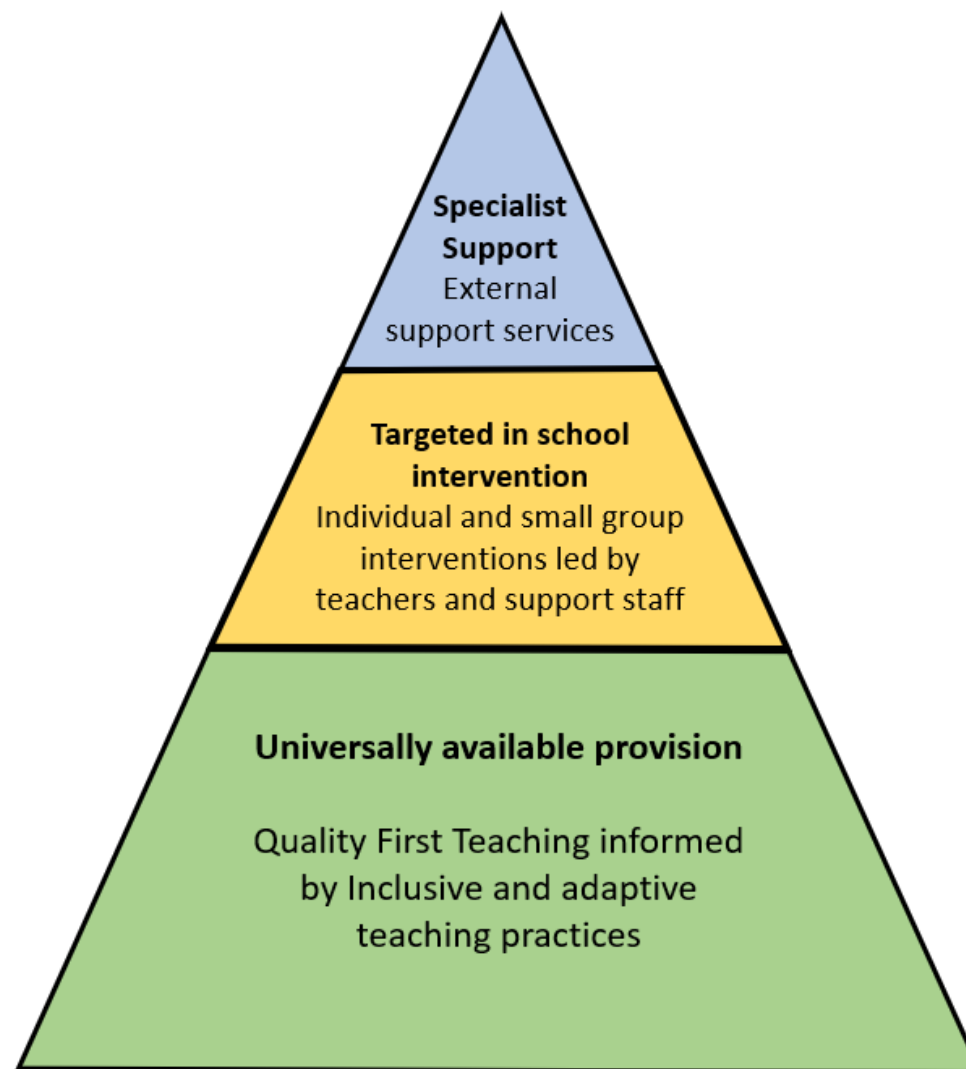 Specialist
Support
External
support services
Targeted in school
intervention
Individual and small group
interventions led by
teachers and support staff
Universally available provision
Quality First Teaching informed
by Inclusive and adaptive
teaching practices